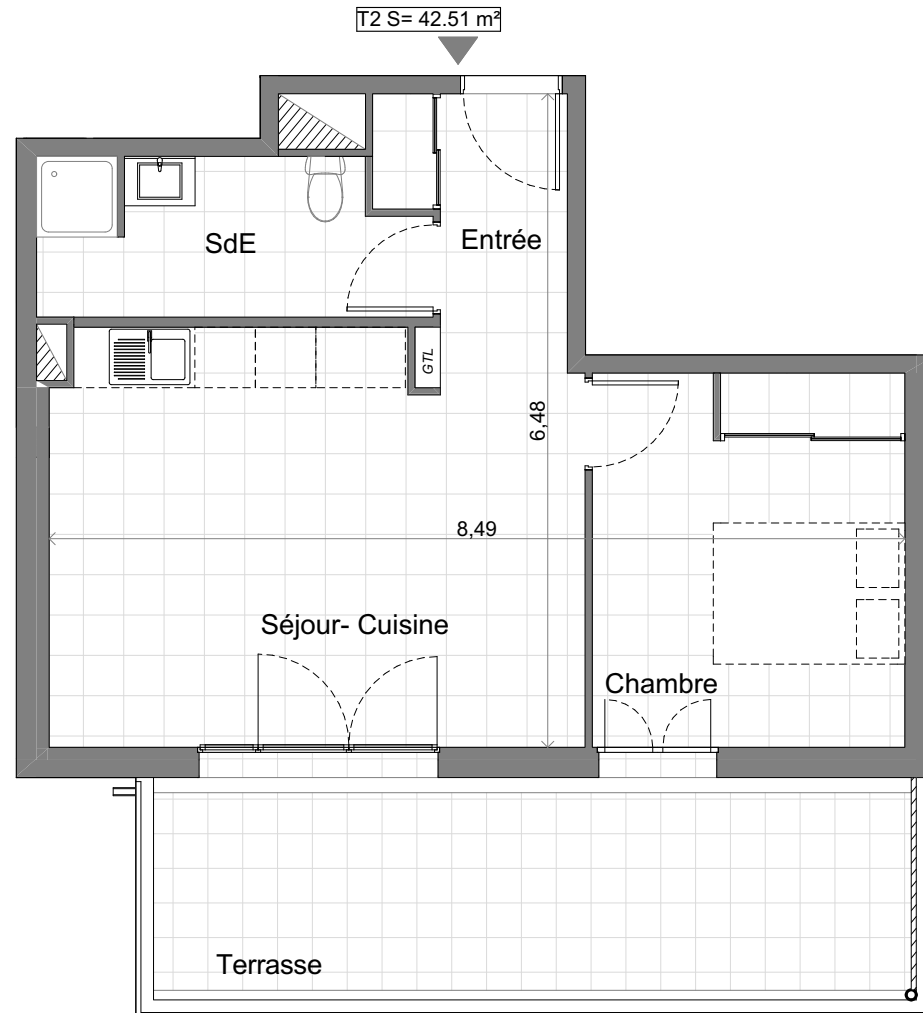 T2 S= 42.51 m²
SdE
Entrée
GTL
6,48
8,49
Séjour- Cuisine
Chambre
Terrasse